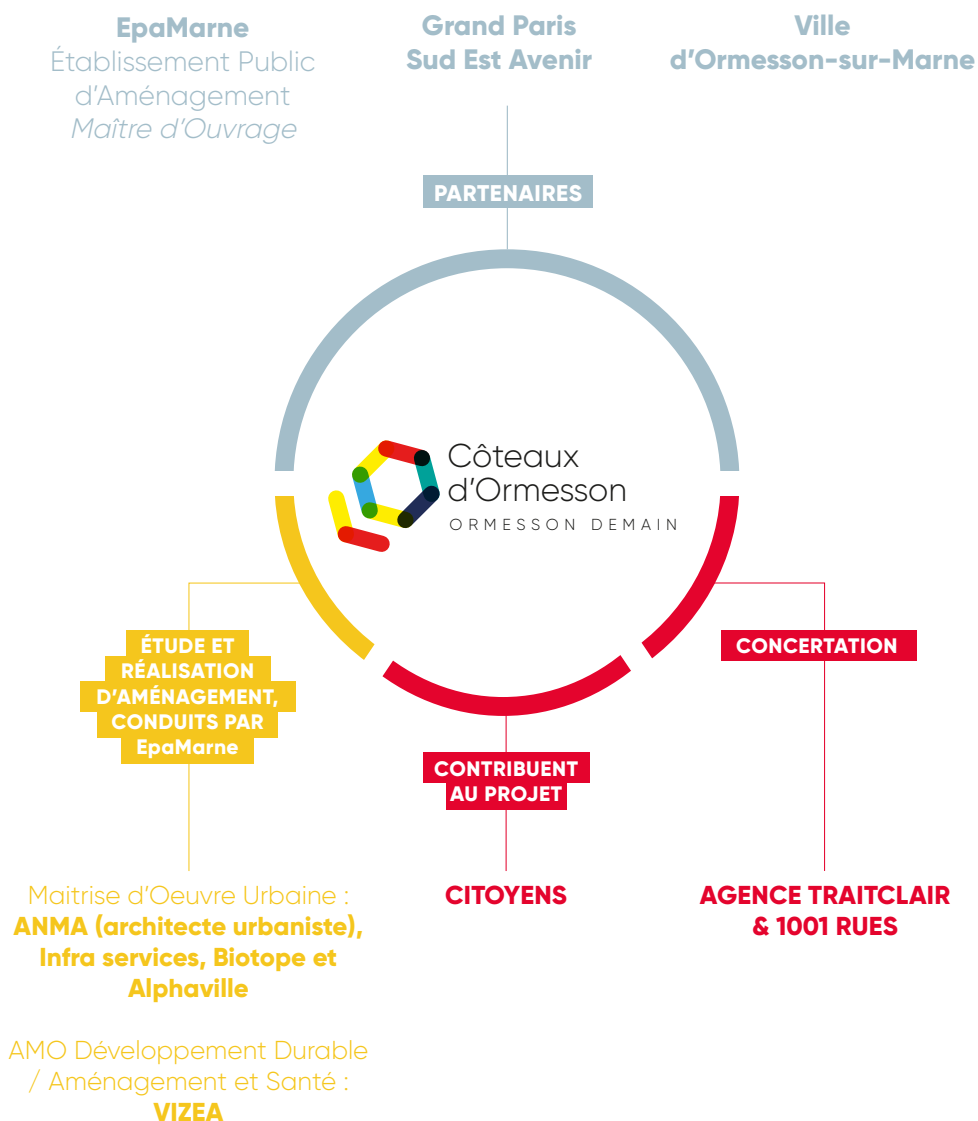 EpaMarne
Établissement Public
d'Aménagement
Maître d'Ouvrage
Grand Paris
Sud Est Avenir
Ville
d'Ormesson-sur-Marne
PARTENAIRES
Côteaux
d'Ormesson
ORMESSON DEMAIN
ÉTUDE ET
RÉALISATION
D'AMÉNAGEMENT,
CONDUITS PAR
EpaMarne
CONTRIBUENT
AU PROJET
CONCERTATION
Maitrise d'Oeuvre Urbaine :
ANMA (architecte urbaniste),
Infra services, Biotope et
Alphaville
AMO Développement Durable
/ Aménagement et Santé :
VIZEA
CITOYENS
AGENCE TRAITCLAIR
& 1001 RUES